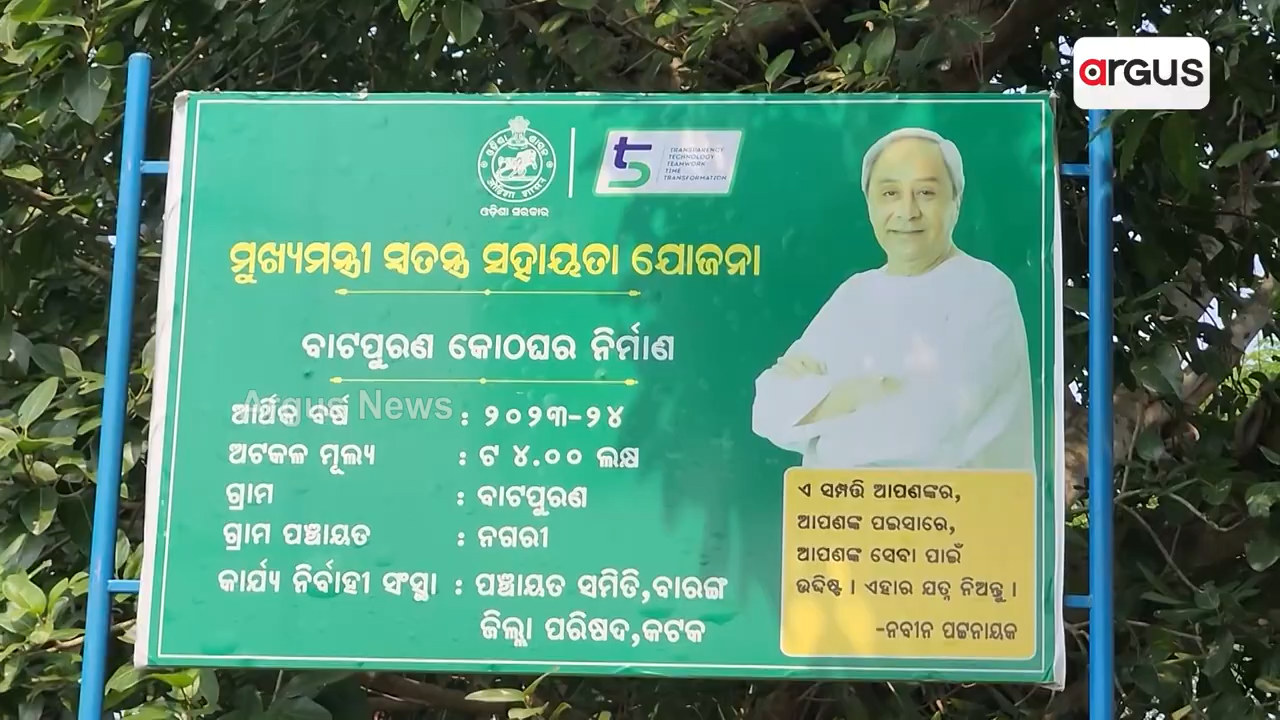 argus
ଓଡ଼ିଶା ସରକାର
t5
TRANSPARENCY
TECHNOLOGY
TEAMWORK
TIME
TRANSFORMATION
ମୁଖ୍ୟମନ୍ତ୍ରୀ ସ୍ୱତନ୍ତ୍ର ସହାୟତା ଯୋଜନା
ବାଟପୁରଣ କୋଠଘର ନିର୍ମାଣ
Argus News
ଆର୍ଥିକ ବର୍ଷ : ୨୦୨୩-୨୪
ଅଟକଳ ମୂଲ୍ୟ : ଟ ୪.୦୦ ଲକ୍ଷ
ଗ୍ରାମ : ବାଟପୁରଣ
ଗ୍ରାମ ପଞ୍ଚାୟତ : ନଗରୀ
କାର୍ଯ୍ୟ ନିର୍ବାହୀ ସଂସ୍ଥା : ପଞ୍ଚାୟତ ସମିତି,ବାରଙ୍ଗ
ଜିଲ୍ଲା ପରିଷଦ,କଟକ
ଏ ସମ୍ପତ୍ତି ଆପଣଙ୍କର,
ଆପଣଙ୍କ ପଇସାରେ,
ଆପଣଙ୍କ ସେବା ପାଇଁ
ଉଦ୍ଦିଷ୍ଟ । ଏହାର ଯତ୍ନ ନିଅନ୍ତୁ ।
-ନବୀନ ପଟ୍ଟନାୟକ